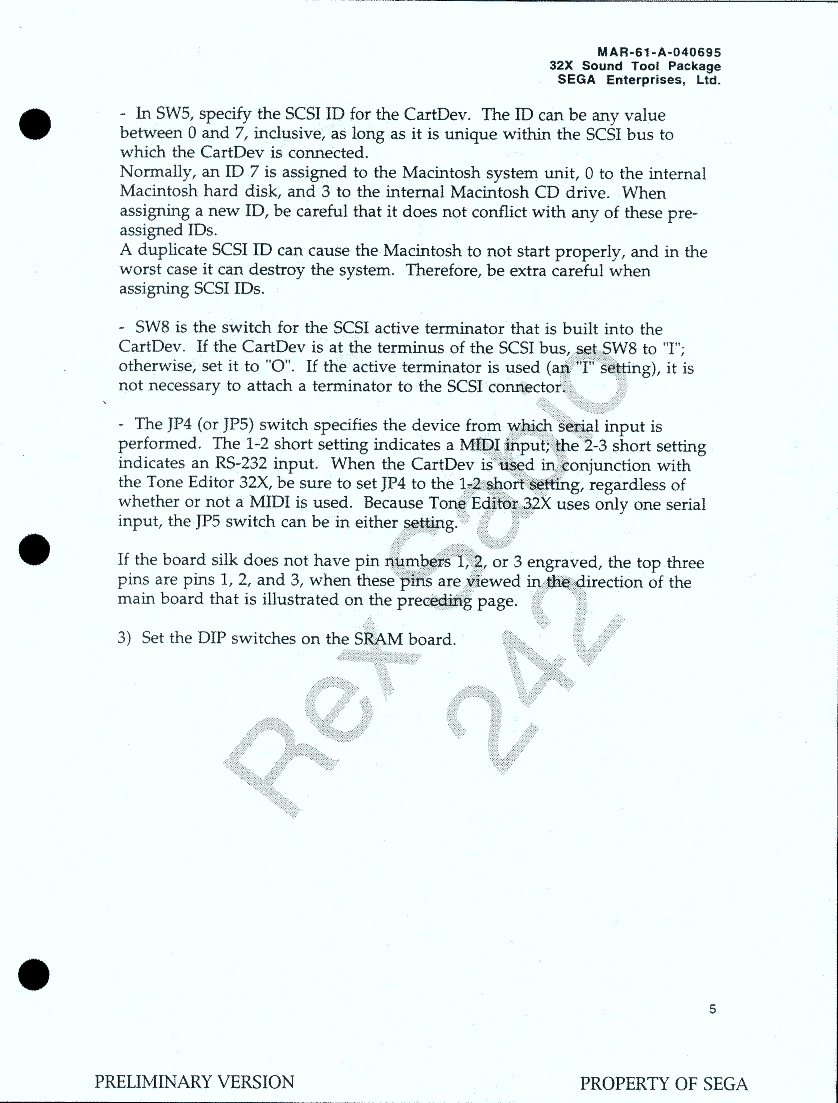 MAR-61-A-040695
32X Sound Tool Package
SEGA Enterprises, Ltd.
- In SW5, specify the SCSI ID for the CartDev. The ID can be any value
between 0 and 7, inclusive, as long as it is unique within the SCSI bus to
which the CartDev is connected.
Normally, an ID 7 is assigned to the Macintosh system unit, 0 to the internal
Macintosh hard disk, and 3 to the internal Macintosh CD drive. When
assigning a new ID, be careful that it does not conflict with any of these pre-
assigned IDs.
A duplicate SCSI ID can cause the Macintosh to not start properly, and in the
worst case it can destroy the system. Therefore, be extra careful when
assigning SCSI IDs.
- SW8 is the switch for the SCSI active terminator that is built into the
CartDev. If the CartDev is at the terminus of the SCSI bus, set SW8 to "I";
otherwise, set it to "O". If the active terminator is used (an "I" setting), it is
not necessary to attach a terminator to the SCSI connector.
- The JP4 (or JP5) switch specifies the device from which serial input is
performed. The 1-2 short setting indicates a MIDI input; the 2-3 short setting
indicates an RS-232 input. When the CartDev is used in conjunction with
the Tone Editor 32X, be sure to set JP4 to the 1-2 short setting, regardless of
whether or not a MIDI is used. Because Tone Editor 32X uses only one serial
input, the JP5 switch can be in either setting.
If the board silk does not have pin numbers 1, 2, or 3 engraved, the top three
pins are pins 1, 2, and 3, when these pins are viewed in the direction of the
main board that is illustrated on the preceding page.
3) Set the DIP switches on the SRAM board.
Rex Sabio
242
5
PRELIMINARY VERSION
PROPERTY OF SEGA